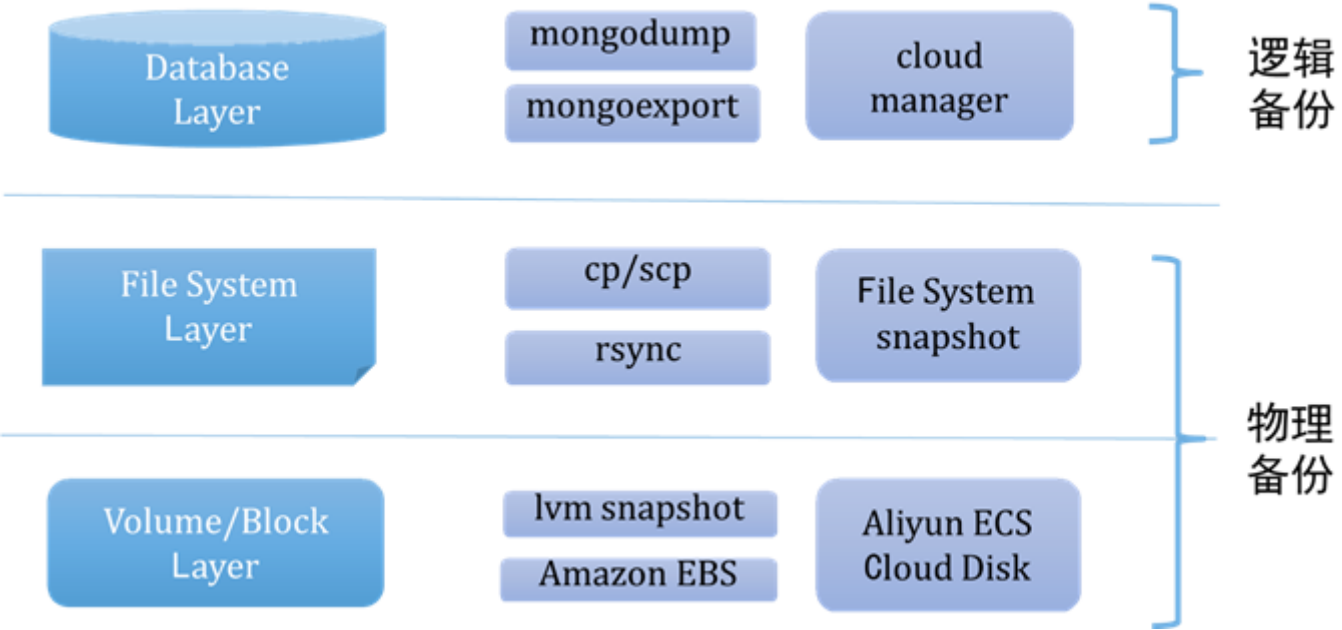 Database
Layer
mongodump
mongoexport
cloud
manager
逻辑
备份
File System
Layer
cp/scp
rsync
File System
snapshot
物理
备份
Volume/Block
Layer
lvm snapshot
Amazon EBS
Aliyun ECS
Cloud Disk